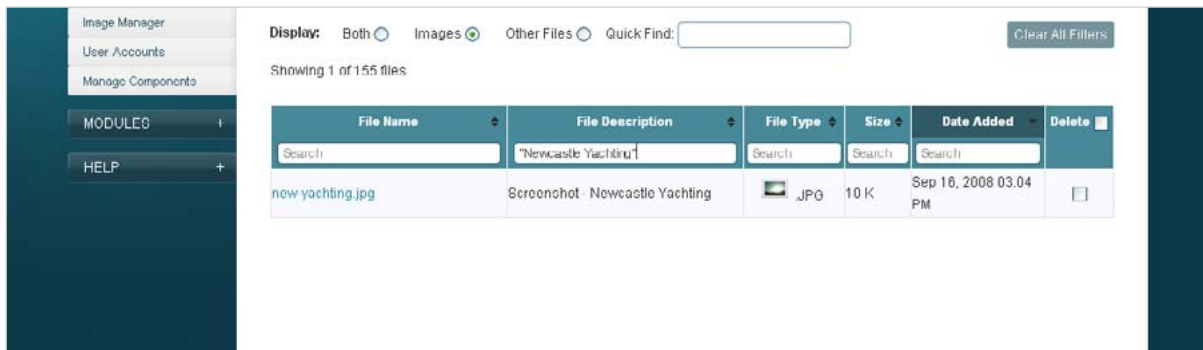 Image Manager
User Accounts
Manage Components
MODULES +
HELP +
Display: Both Images Other Files Quick Find: Clear All Filters
Showing 1 of 155 files
File Name File Description File Type Size Date Added Delete
Search "Newcastle Yachting" Search Search Search
new yachting.jpg Screenshot - Newcastle Yachting .JPG 10 K Sep 16, 2008 03.04
PM